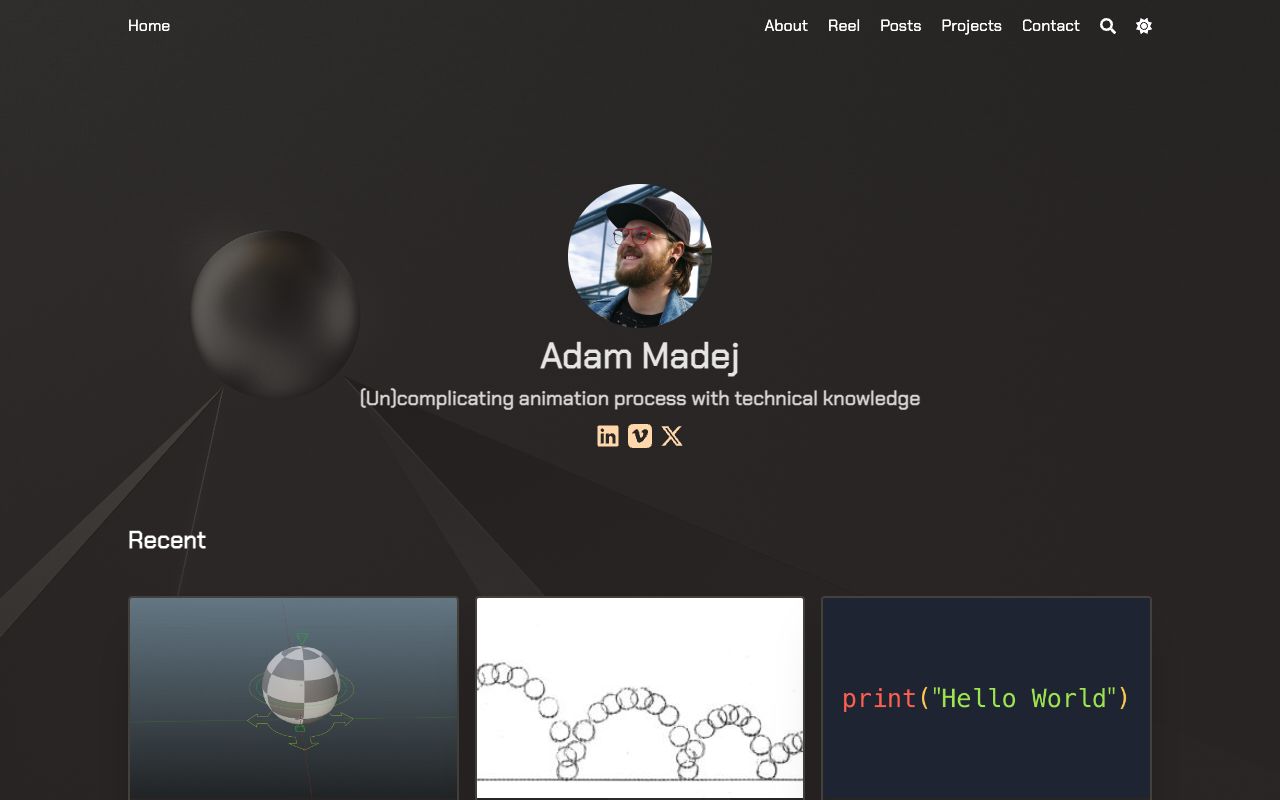 Home
About
Reel
Posts
Projects
Contact
Adam Madej
(Un)complicating animation process with technical knowledge
in
Recent
print("Hello World")